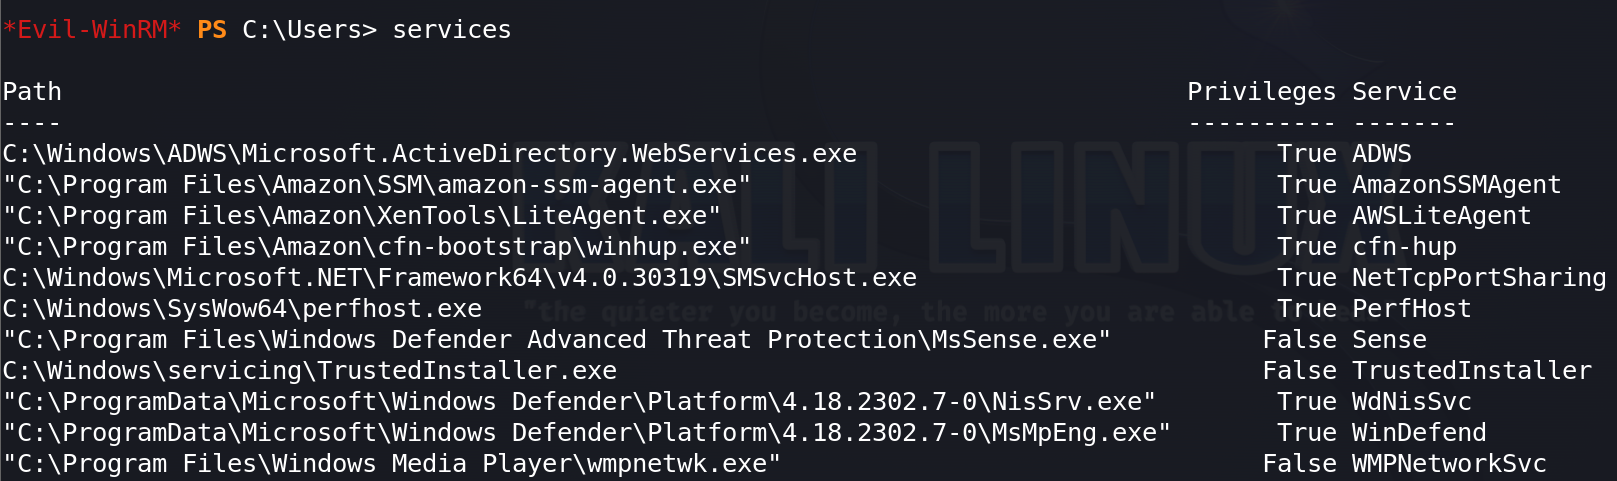 *Evil-WinRM* PS C:\Users> services
Path Privileges Service
---- ---------- -------
C:\Windows\ADWS\Microsoft.ActiveDirectory.WebServices.exe True ADWS
"C:\Program Files\Amazon\SSM\amazon-ssm-agent.exe" True AmazonSSMAgent
"C:\Program Files\Amazon\XenTools\LiteAgent.exe" True AWSLiteAgent
"C:\Program Files\Amazon\cfn-bootstrap\winhup.exe" True cfn-hup
C:\Windows\Microsoft.NET\Framework64\v4.0.30319\SMSvcHost.exe True NetTcpPortSharing
C:\Windows\SysWow64\perfhost.exe True PerfHost
"C:\Program Files\Windows Defender Advanced Threat Protection\MsSense.exe" False Sense
C:\Windows\servicing\TrustedInstaller.exe False TrustedInstaller
"C:\ProgramData\Microsoft\Windows Defender\Platform\4.18.2302.7-0\NisSrv.exe" True WdNisSvc
"C:\ProgramData\Microsoft\Windows Defender\Platform\4.18.2302.7-0\MsMpEng.exe" True WinDefend
"C:\Program Files\Windows Media Player\wmpnetwk.exe" False WMPNetworkSvc
KALI LINUX
"the quieter you become, the more you are able